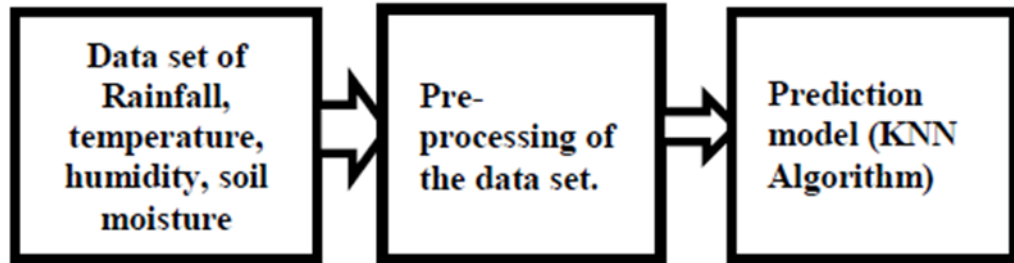 Data set of
Rainfall,
temperature,
humidity, soil
moisture
Pre-
processing of
the data set.
Prediction
model (KNN
Algorithm)